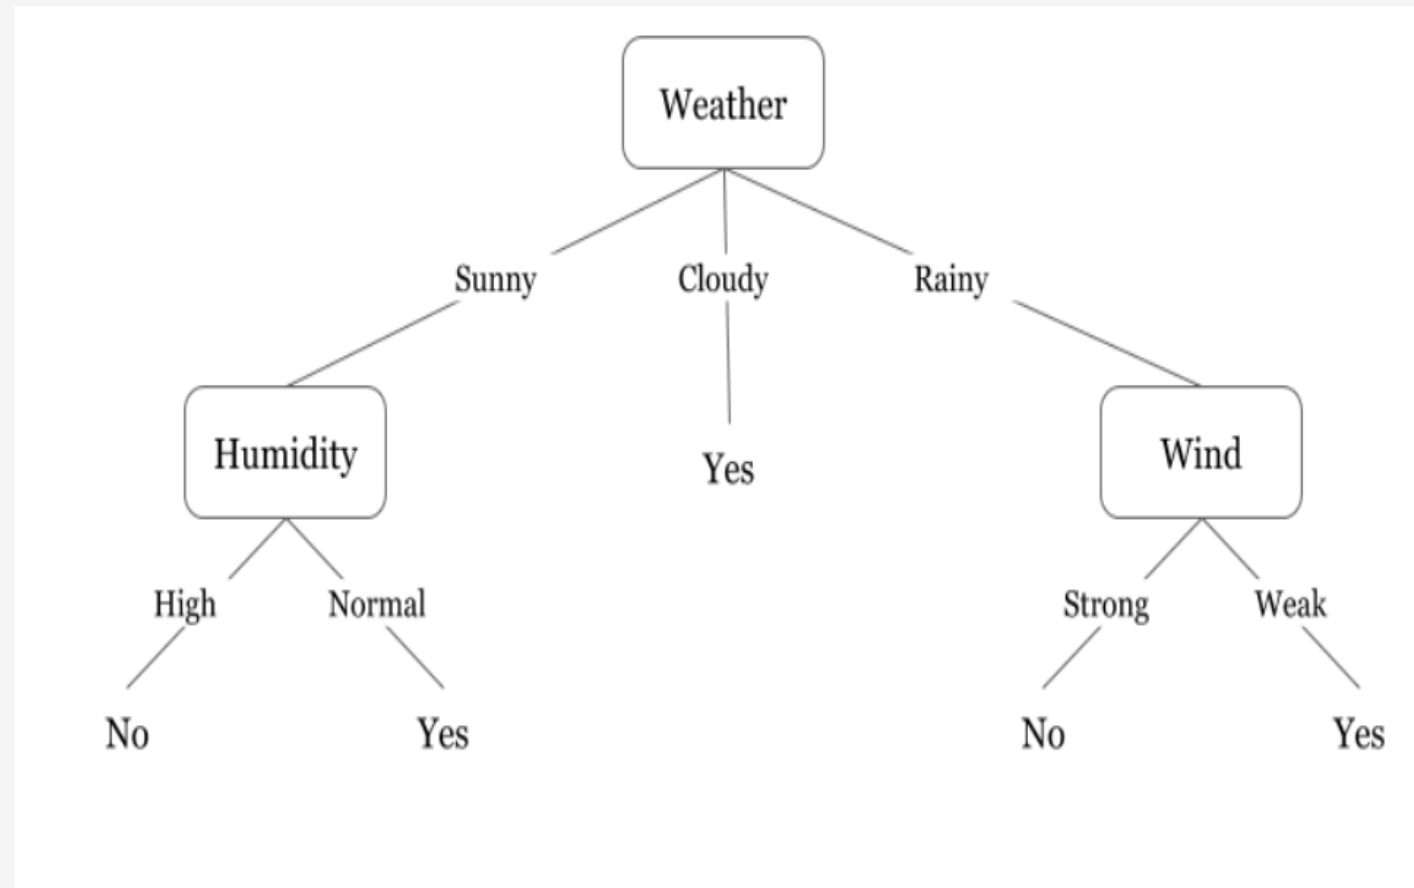 Weather
Sunny Cloudy Rainy
Humidity Yes Wind
High Normal Strong Weak
No Yes No Yes